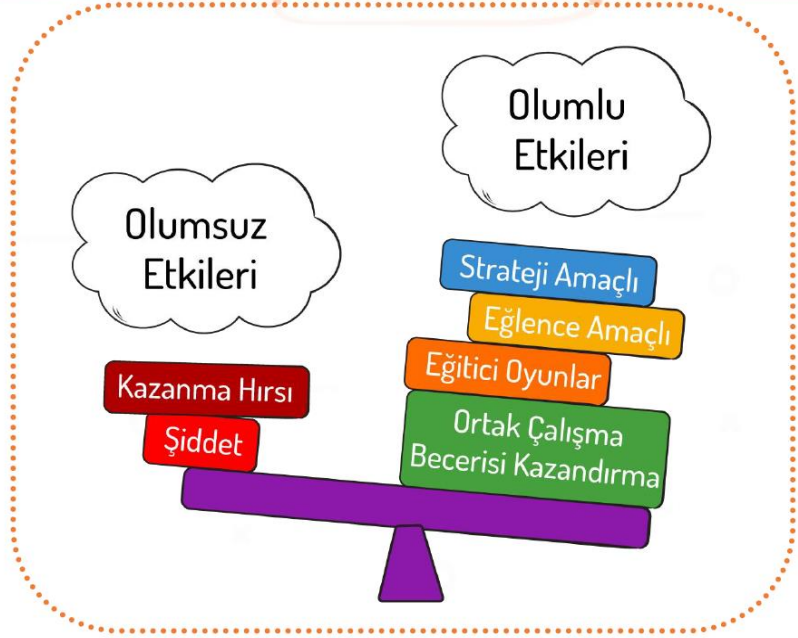 Olumlu
Etkileri
Olumsuz
Etkileri
Strateji Amaçlı
Eğlence Amaçlı
Eğitici Oyunlar
Ortak Çalışma
Becerisi Kazandırma
Kazanma Hırsı
Şiddet